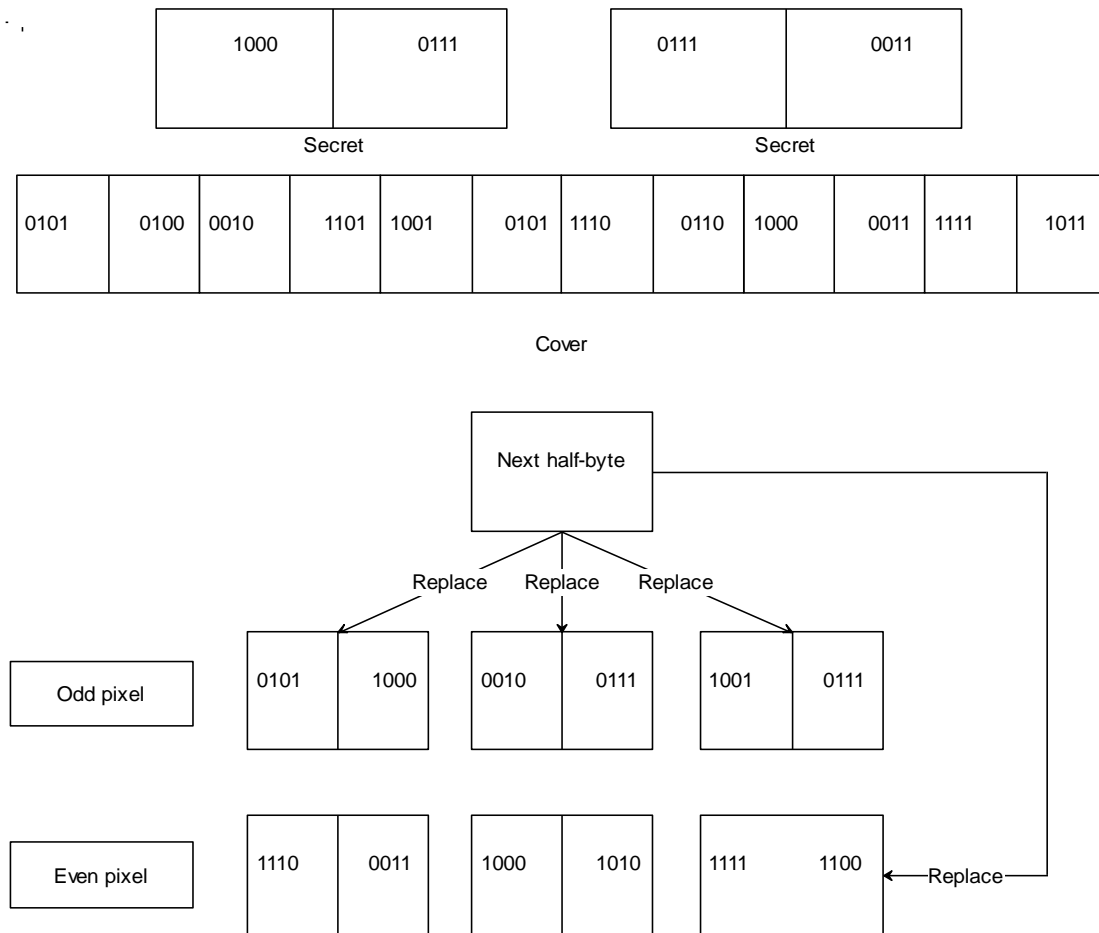 1000 0111 0111 0011
Secret Secret
0101 0100 0010 1101 1001 0101 1110 0110 1000 0011 1111 1011
Cover
Next half-byte
Replace Replace Replace
Odd pixel 0101 1000 0010 0111 1001 0111
Even pixel 1110 0011 1000 1010 1111 1100 Replace